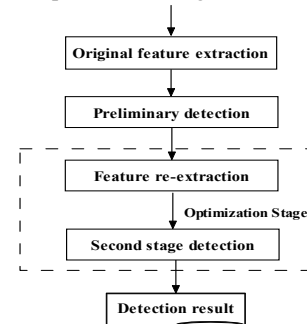 Original feature extraction
Preliminary detection
Feature re-extraction
Optimization Stage
Second stage detection
Detection result